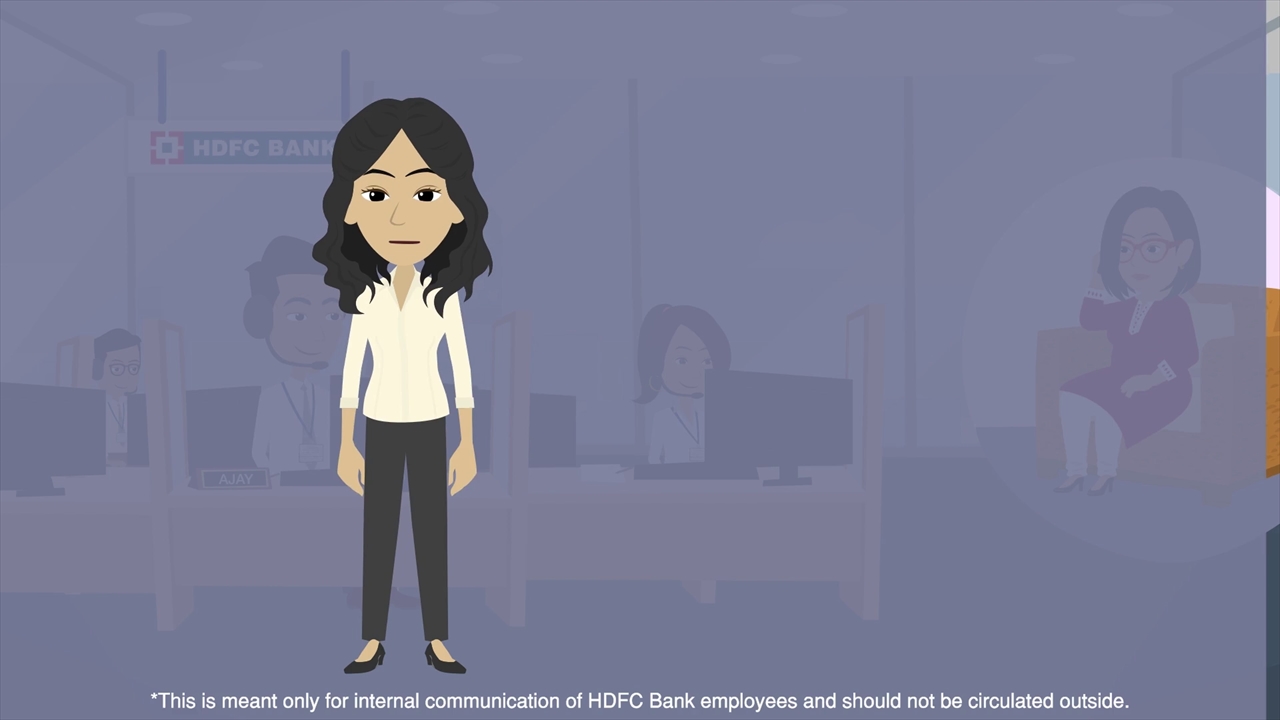 HDFC BANK
AJAY
*This is meant only for internal communication of HDFC Bank employees and should not be circulated outside.